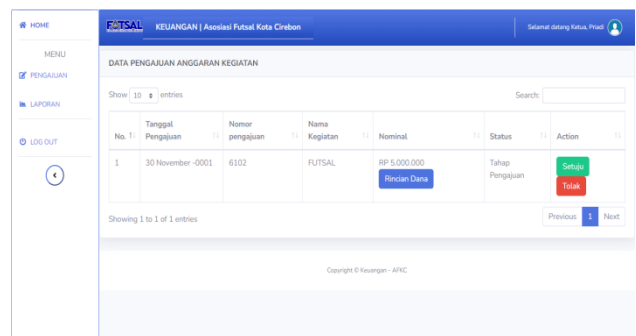 HOME
MENU
PENGAJUAN
LAPORAN
LOG OUT
FUTSAL KEUANGAN | Asosiasi Futsal Kota Cirebon Selamat datang Ketua, Priadi
DATA PENGAJUAN ANGGARAN KEGIATAN
Show 10 entries Search:
No. Tanggal Pengajuan Nomor pengajuan Nama Kegiatan Nominal Status Action
1 30 November -0001 6102 FUTSAL RP 5.000.000 Rincian Dana Tahap Pengajuan Setuju Tolak
Showing 1 to 1 of 1 entries Previous 1 Next
Copyright © Keuangan - AFKC